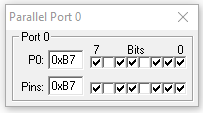 Parallel Port 0
Port 0
7 Bits 0
P0: 0xB7
Pins: 0xB7